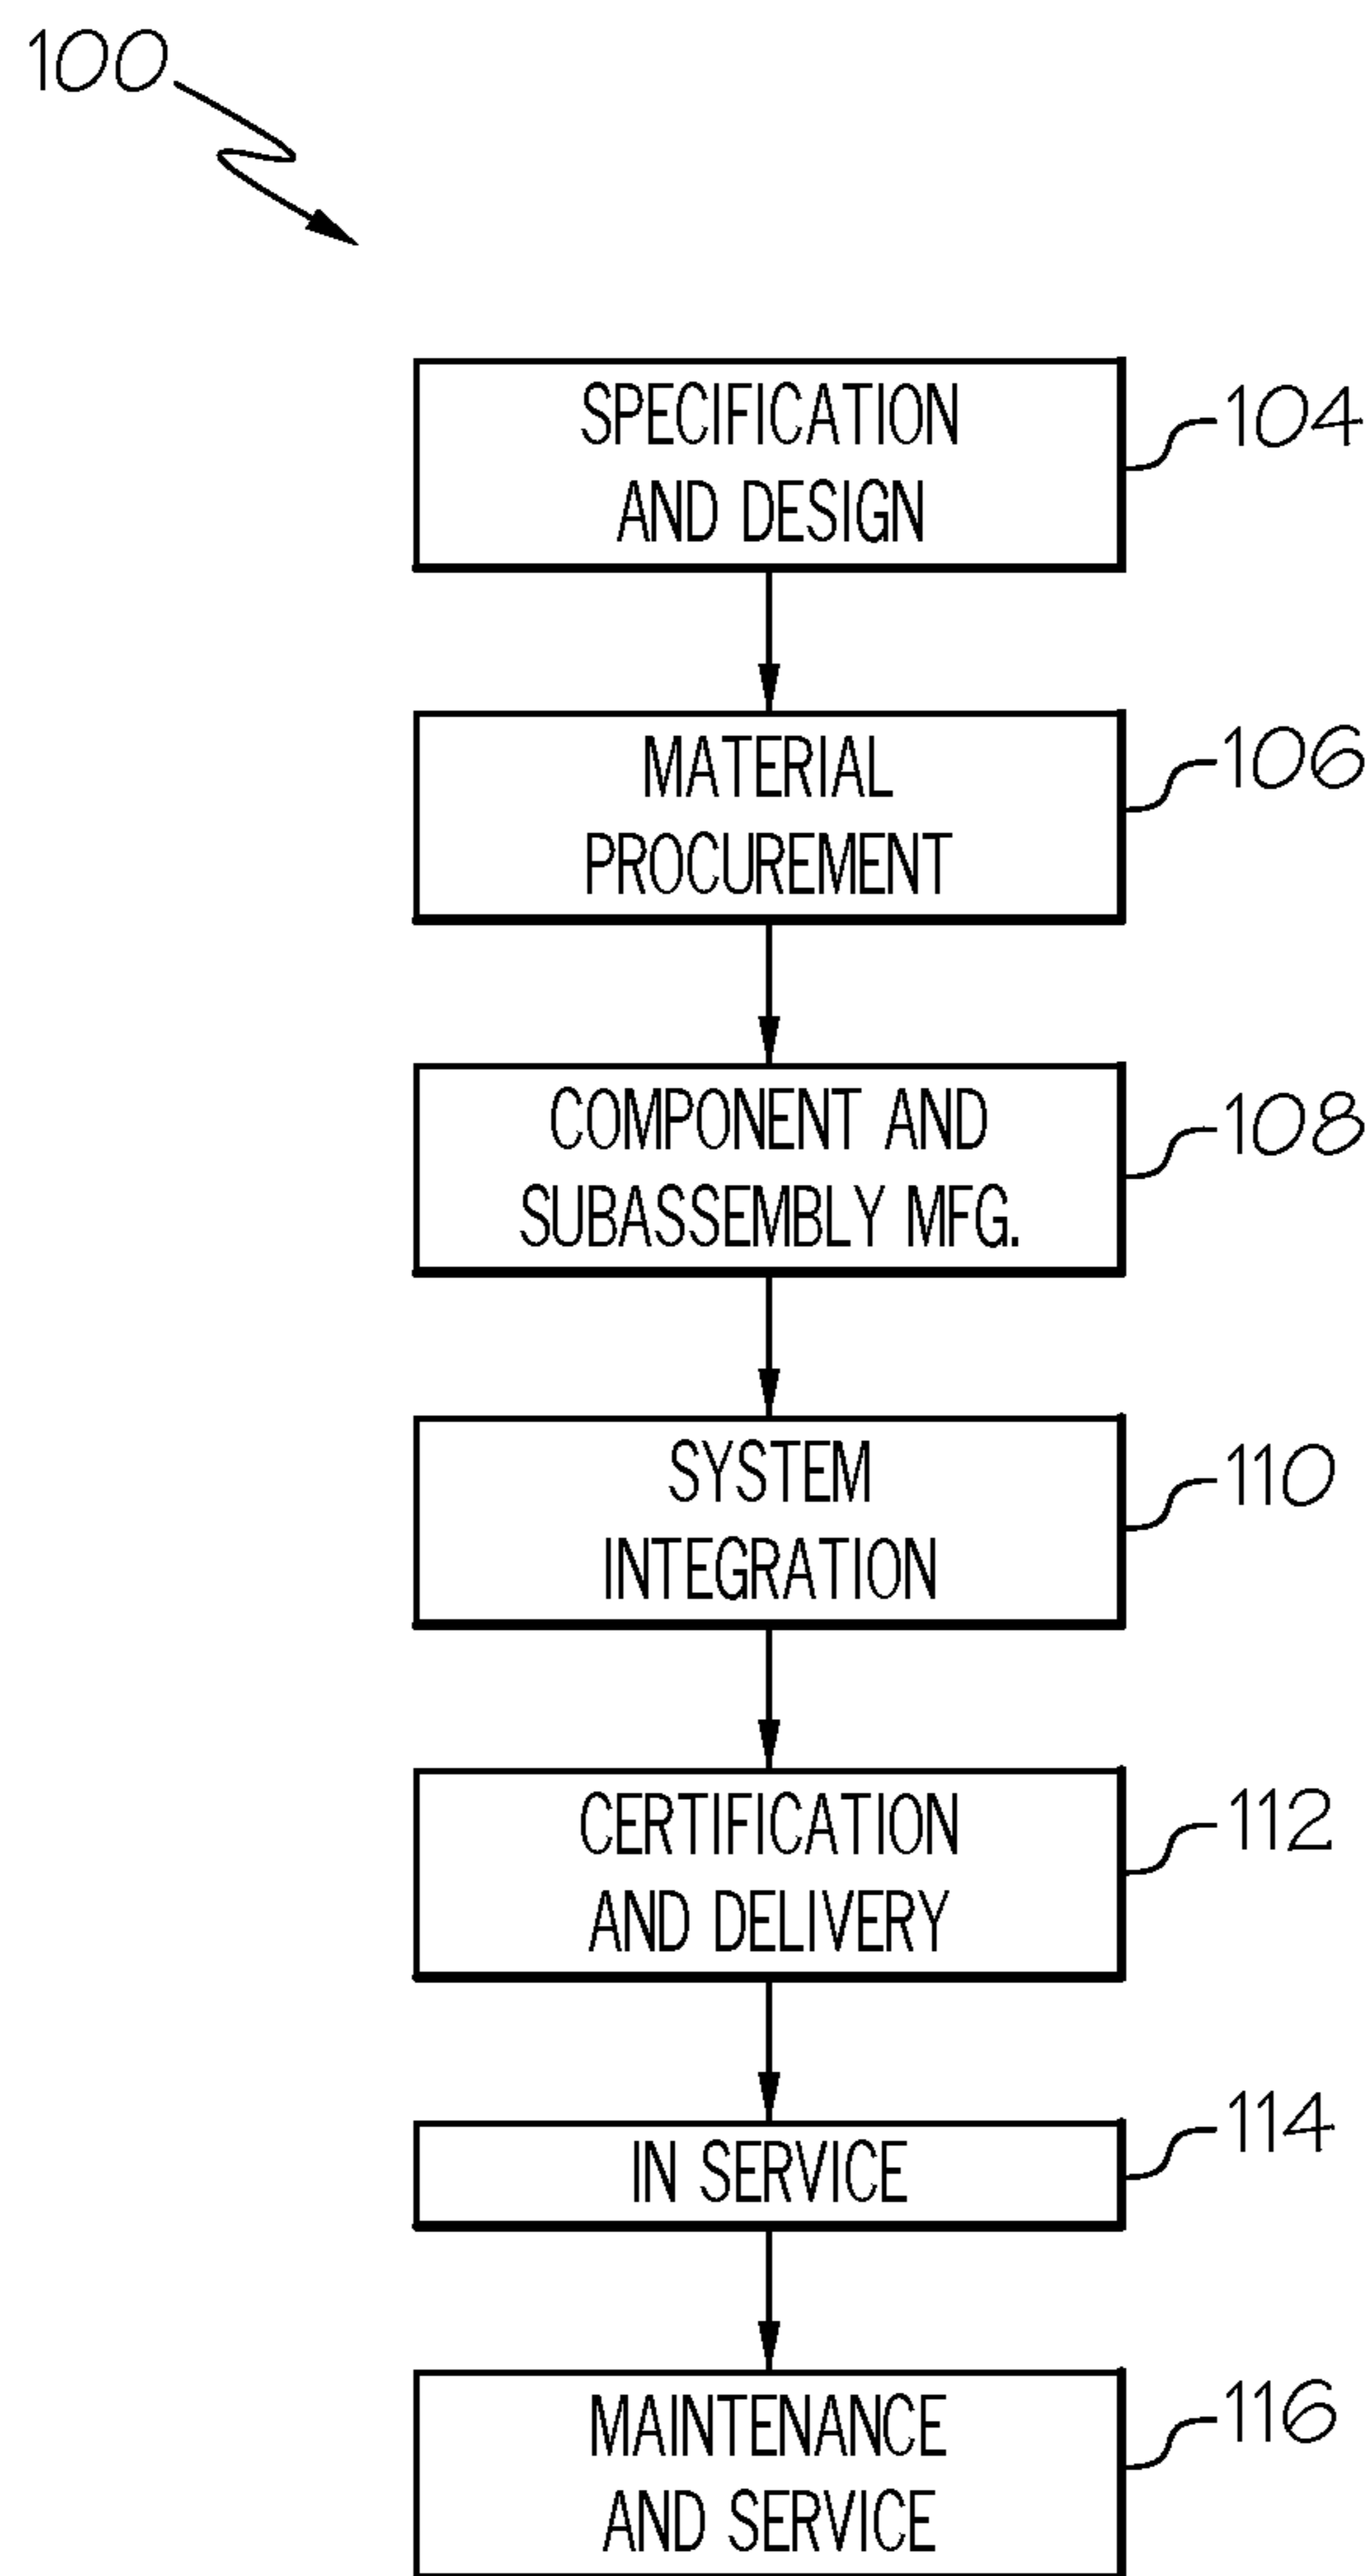 100
SPECIFICATION
AND DESIGN
104
MATERIAL
PROCUREMENT
106
COMPONENT AND
SUBASSEMBLY MFG.
108
SYSTEM
INTEGRATION
110
CERTIFICATION
AND DELIVERY
112
IN SERVICE
114
MAINTENANCE
AND SERVICE
116